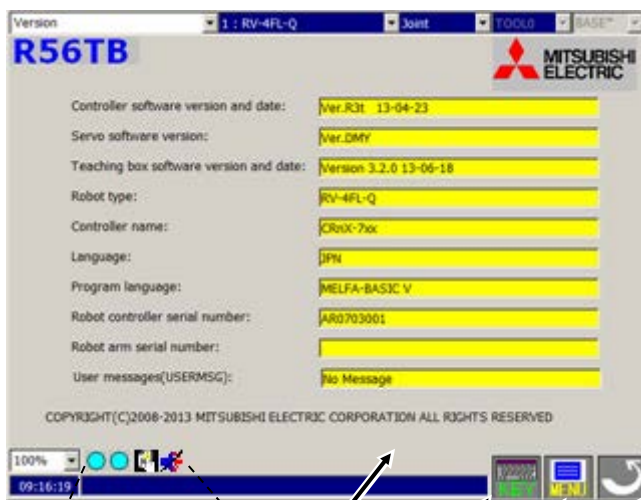 Version 1 : RV-4FL-Q Joint TOOL0 BASE*
R56TB
MITSUBISHI
ELECTRIC
Controller software version and date: Ver.R3t 13-04-23
Servo software version: Ver.DMY
Teaching box software version and date: Version 3.2.0 13-06-18
Robot type: RV-4FL-Q
Controller name: CRnX-7xx
Language: JPN
Program language: MELFA-BASIC V
Robot controller serial number: AR0703001
Robot arm serial number:
User messages(USERMSG): No Message
COPYRIGHT(C)2008-2013 MITSUBISHI ELECTRIC CORPORATION ALL RIGHTS RESERVED
100%
09:16:19
KEY MENU